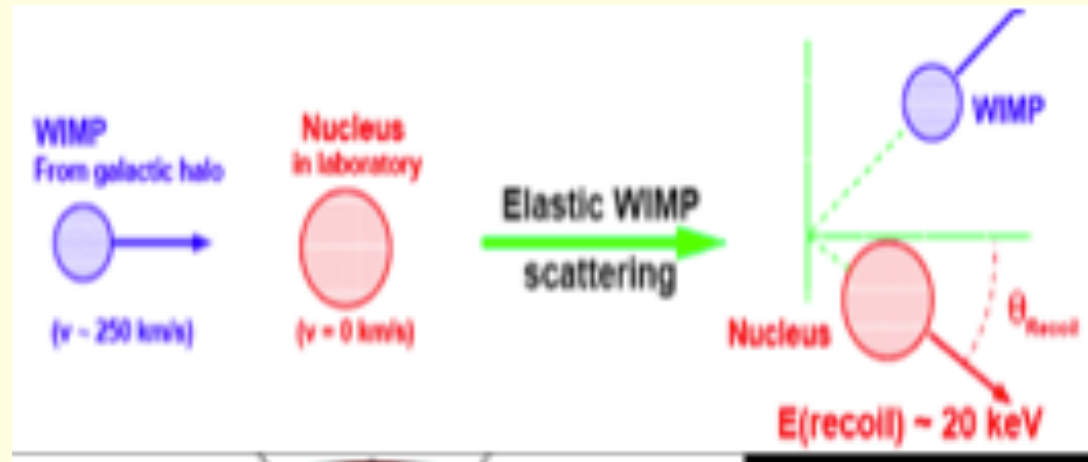 WIMP
From galactic halo
(v ~ 250 km/s)
Nucleus
in laboratory
(v = 0 km/s)
Elastic WIMP
scattering
WIMP
Nucleus
θRecoil
E(recoil) ~ 20 keV